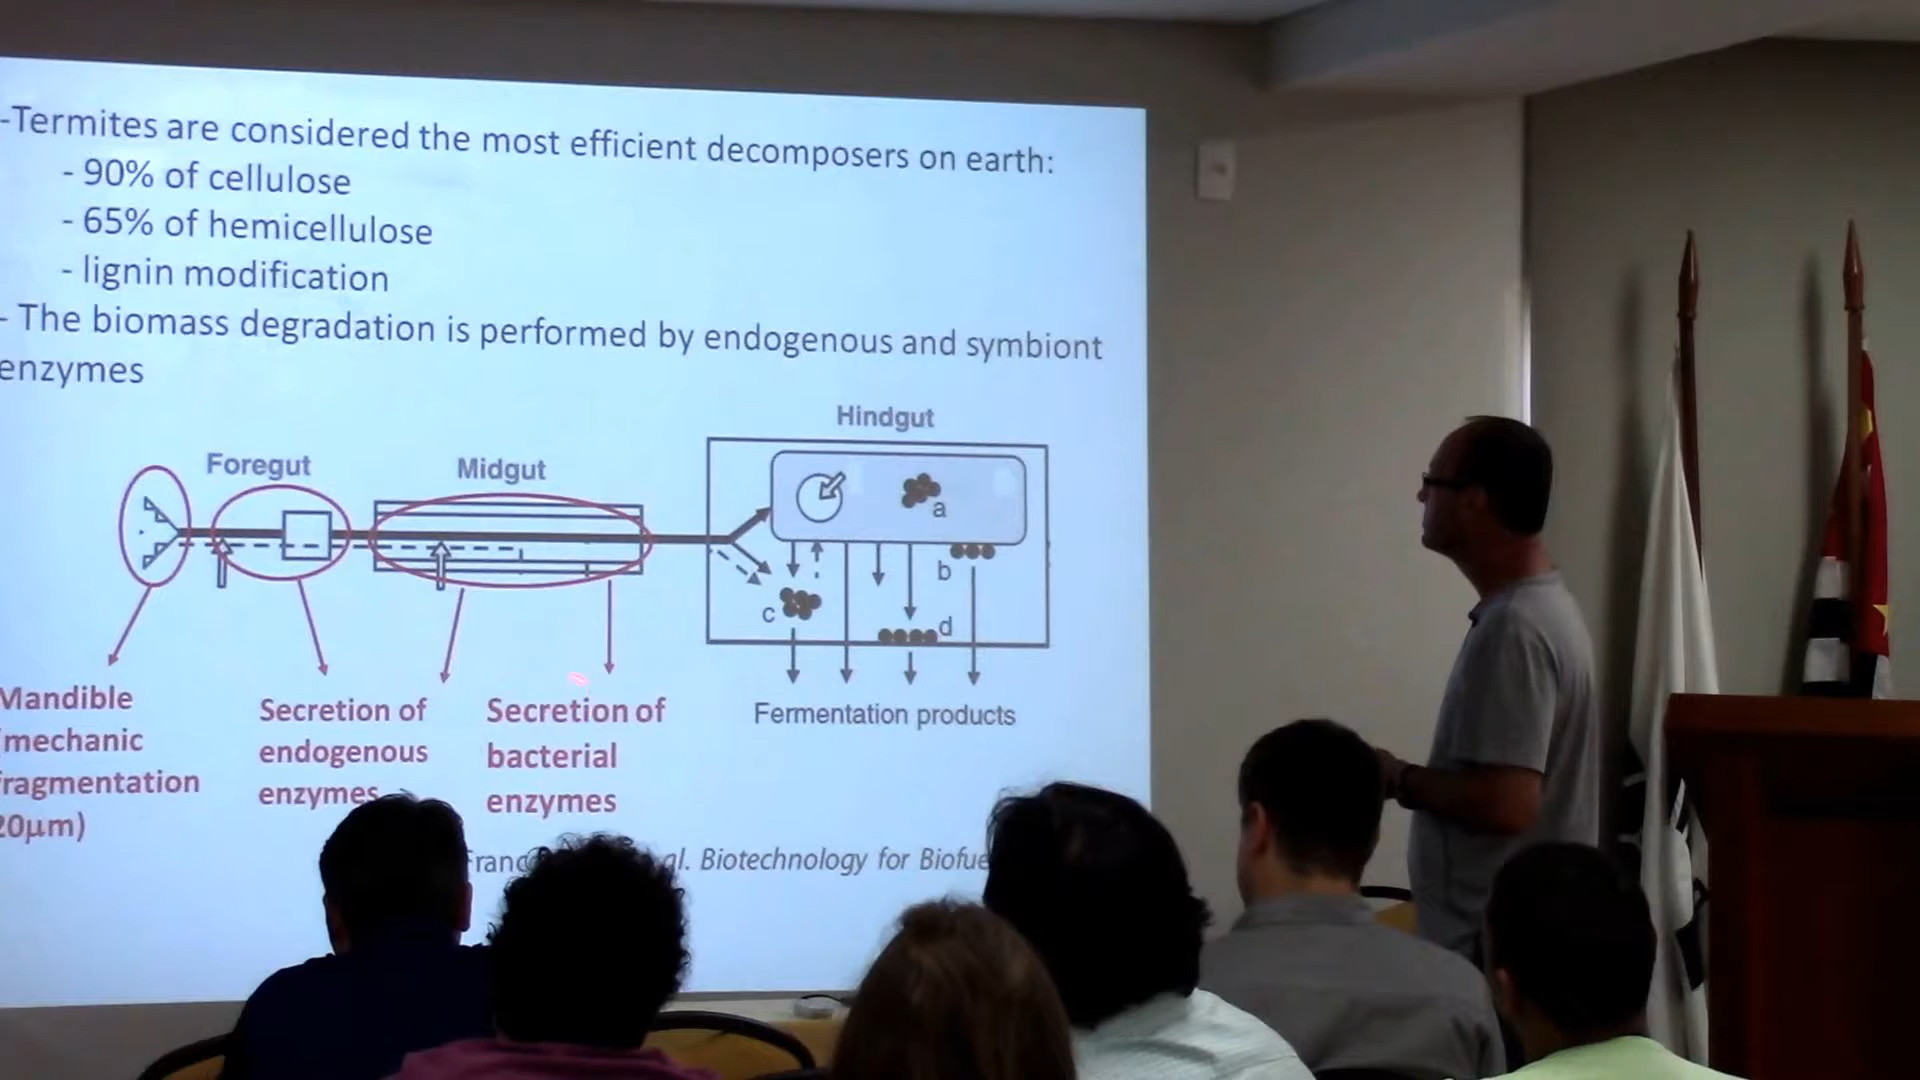 -Termites are considered the most efficient decomposers on earth:
- 90% of cellulose
- 65% of hemicellulose
- lignin modification
- The biomass degradation is performed by endogenous and symbiont
enzymes
Hindgut
Foregut
Midgut
a
b
c
d
Mandible
mechanic
fragmentation
20µm)
Secretion of
endogenous
enzymes
Secretion of
bacterial
enzymes
Fermentation products
al. Biotechnology for